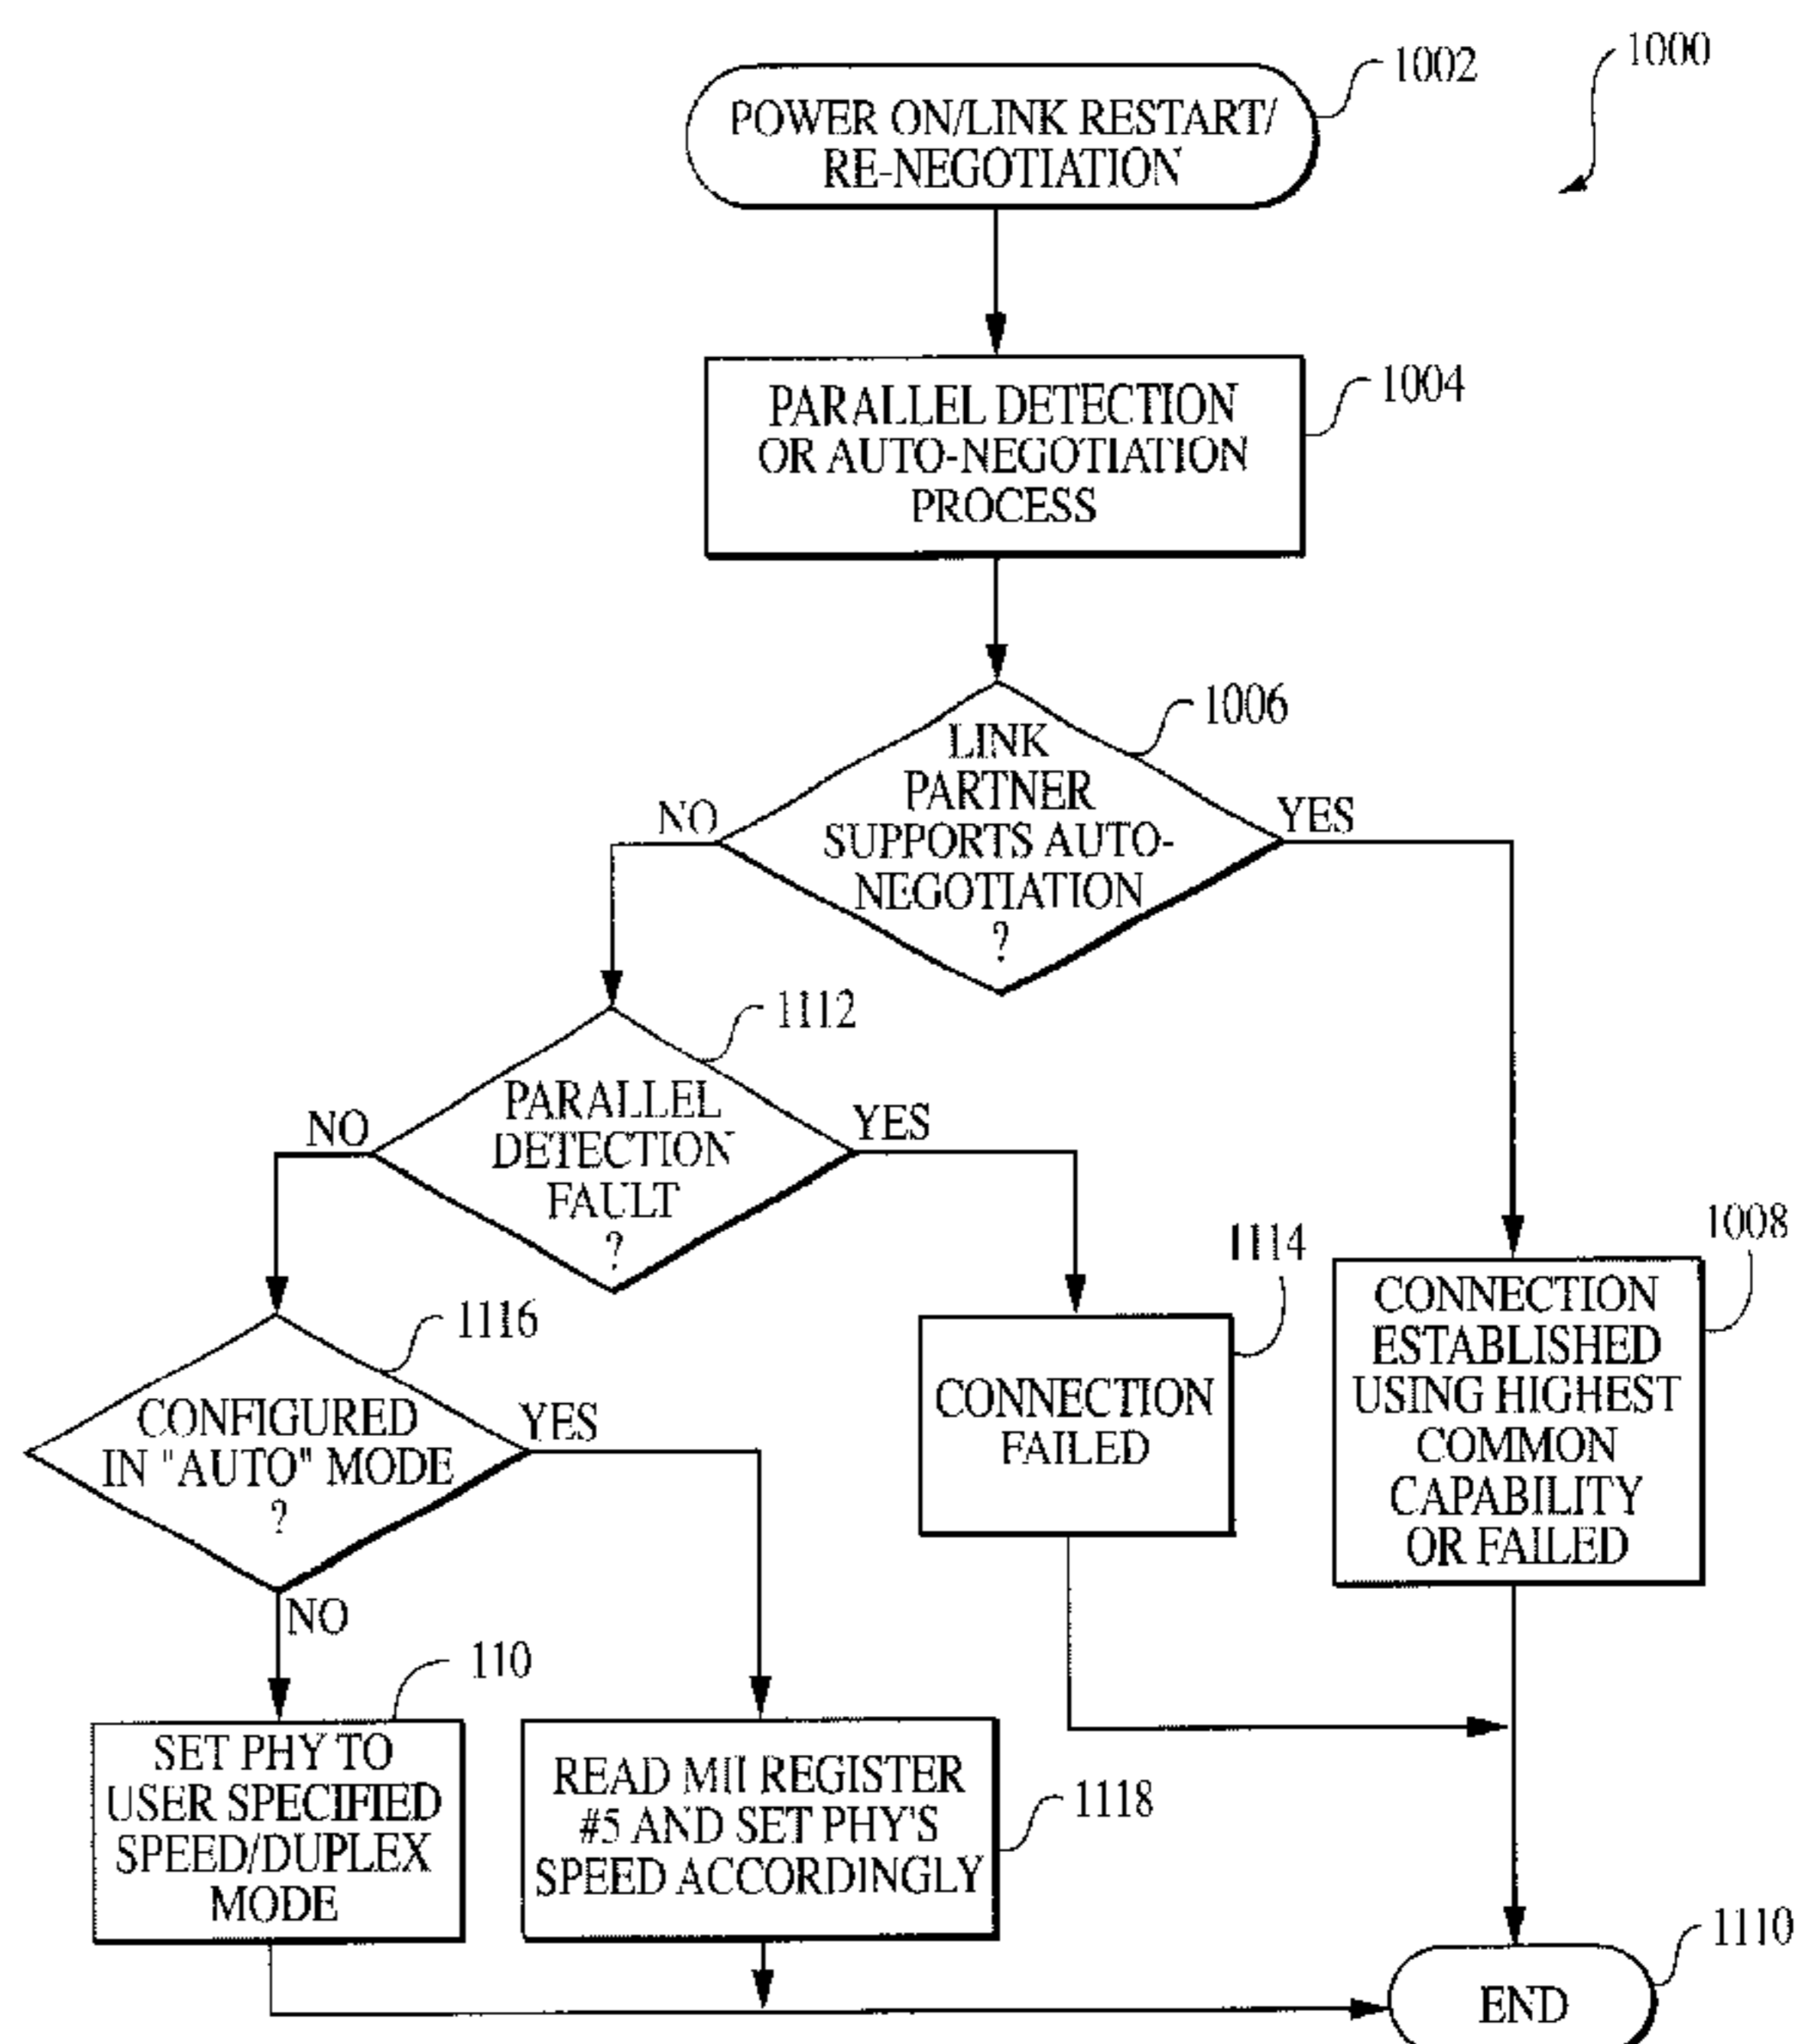 1000
1002
POWER ON/LINK RESTART/
RE-NEGOTIATION
1004
PARALLEL DETECTION
OR AUTO-NEGOTIATION
PROCESS
1006
LINK
PARTNER
SUPPORTS AUTO-
NEGOTIATION
?
NO
YES
1112
PARALLEL
DETECTION
FAULT
?
NO
YES
1116
CONFIGURED
IN "AUTO" MODE
?
YES
NO
1114
CONNECTION
FAILED
1008
CONNECTION
ESTABLISHED
USING HIGHEST
COMMON
CAPABILITY
OR FAILED
110
SET PHY TO
USER SPECIFIED
SPEED/DUPLEX
MODE
1118
READ MII REGISTER
#5 AND SET PHY'S
SPEED ACCORDINGLY
1110
END